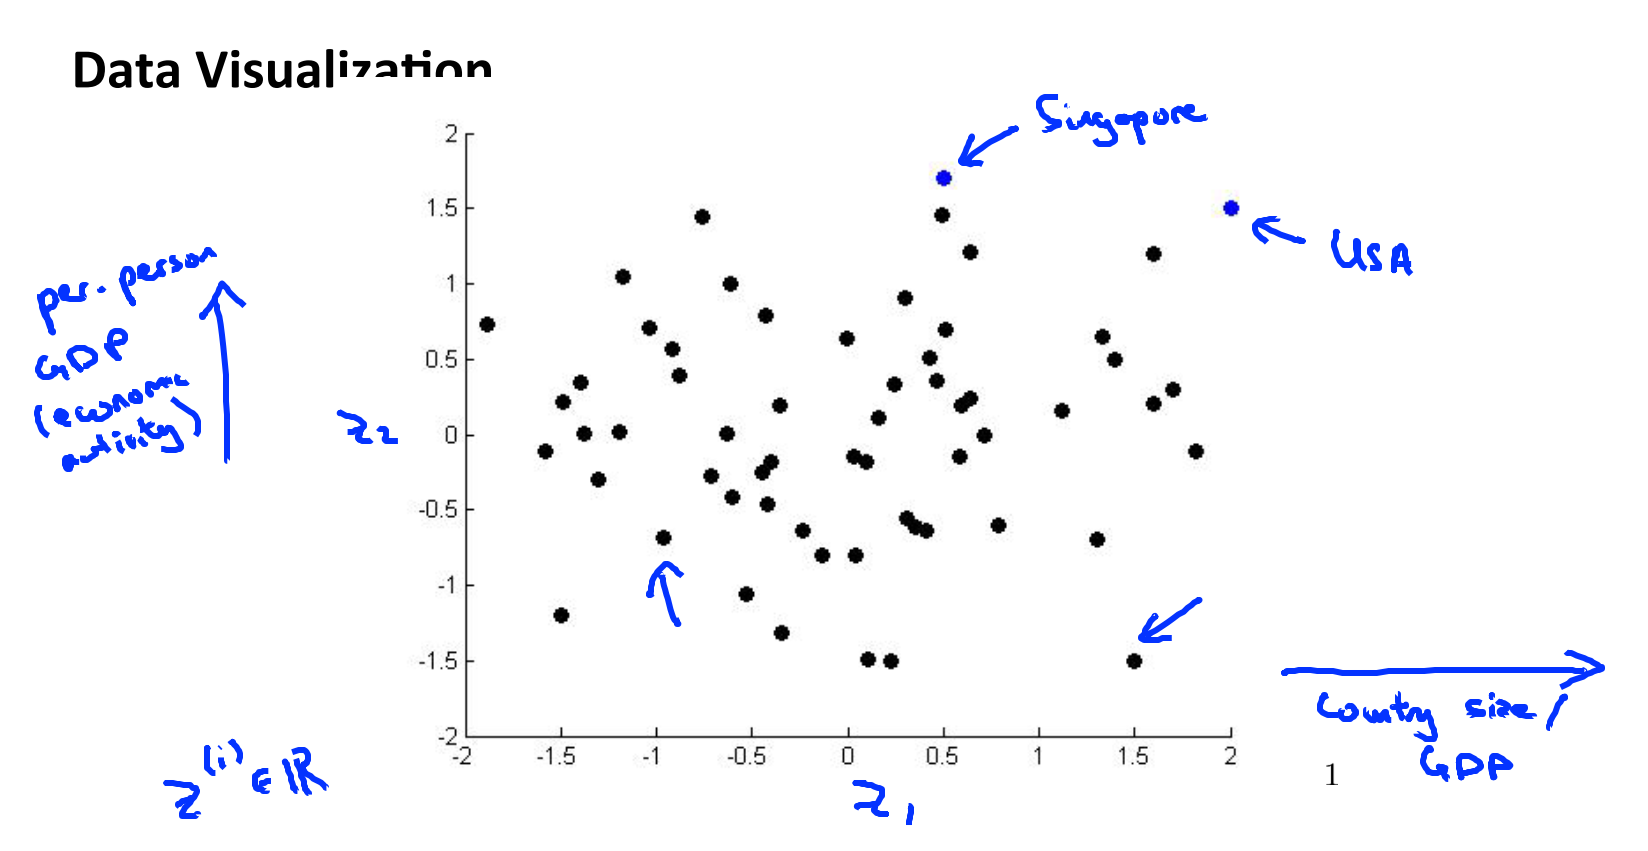 Data Visualization
Singapore
USA
per-person
GDP
(economic
activity)
z2
2
1.5
1
0.5
0
-0.5
-1
-1.5
-2
-2 -1.5 -1 -0.5 0 0.5 1 1.5 2
z1
Country size/
GDP
1
z(i) ∈ ℝ